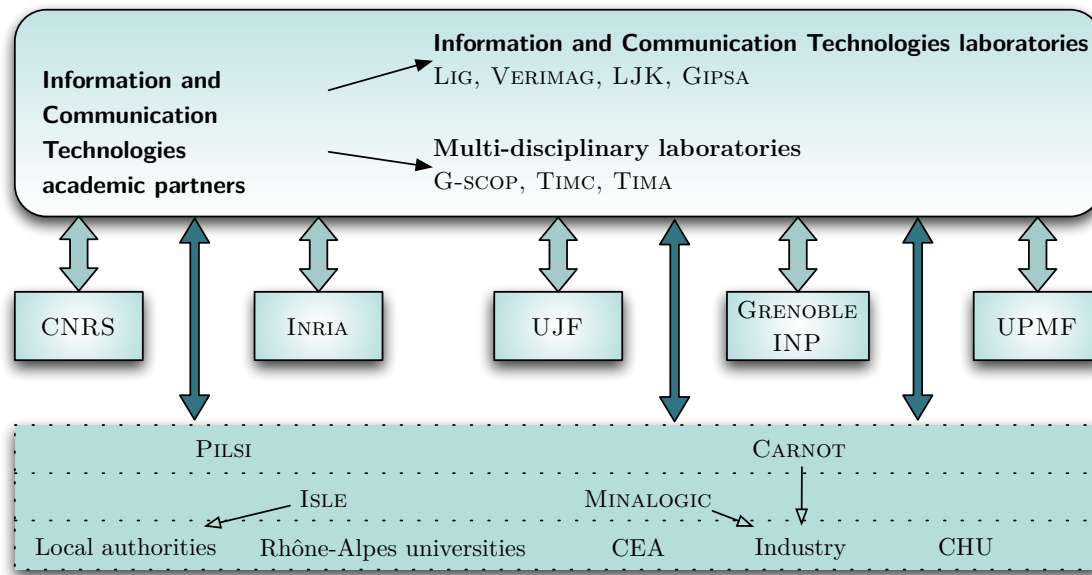 Information and Communication Technologies laboratories
LIG, VERIMAG, LJK, GIPSA
Information and
Communication
Technologies
academic partners
Multi-disciplinary laboratories
G-SCOP, TIMC, TIMA
CNRS
INRIA
UJF
GRENOBLE
INP
UPMF
PILSI
CARNOT
ISLE
MINALOGIC
Local authorities
Rhône-Alpes universities
CEA
Industry
CHU